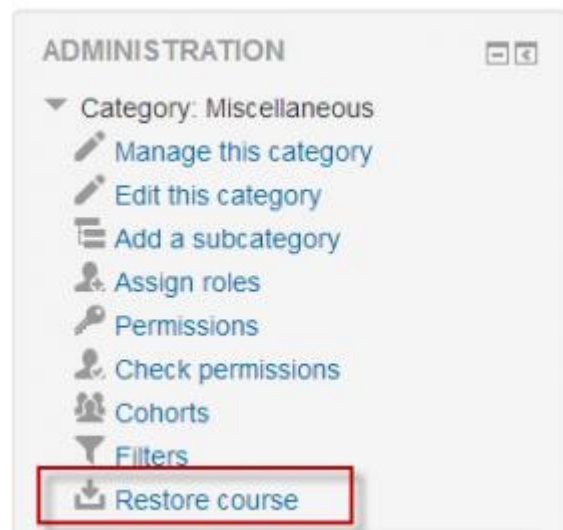 ADMINISTRATION
Category: Miscellaneous
Manage this category
Edit this category
Add a subcategory
Assign roles
Permissions
Check permissions
Cohorts
Filters
Restore course